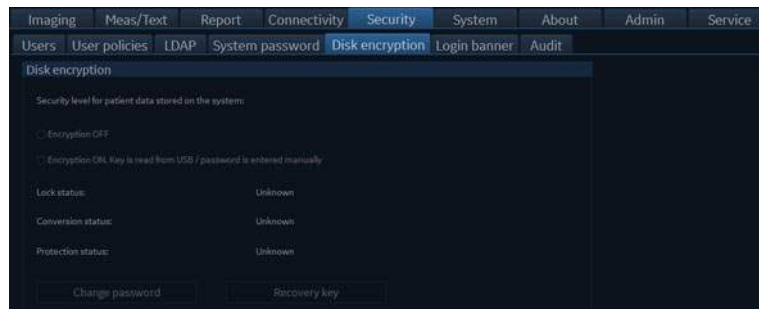 Imaging Meas/Text Report Connectivity Security System About Admin Service
Users User policies LDAP System password Disk encryption Login banner Audit
Disk encryption
Security level for patient data stored on the system:
Encryption OFF
Encryption ON. Key is read from USB / password is entered manually
Lock status: Unknown
Conversion status: Unknown
Protection status: Unknown
Change password Recovery key